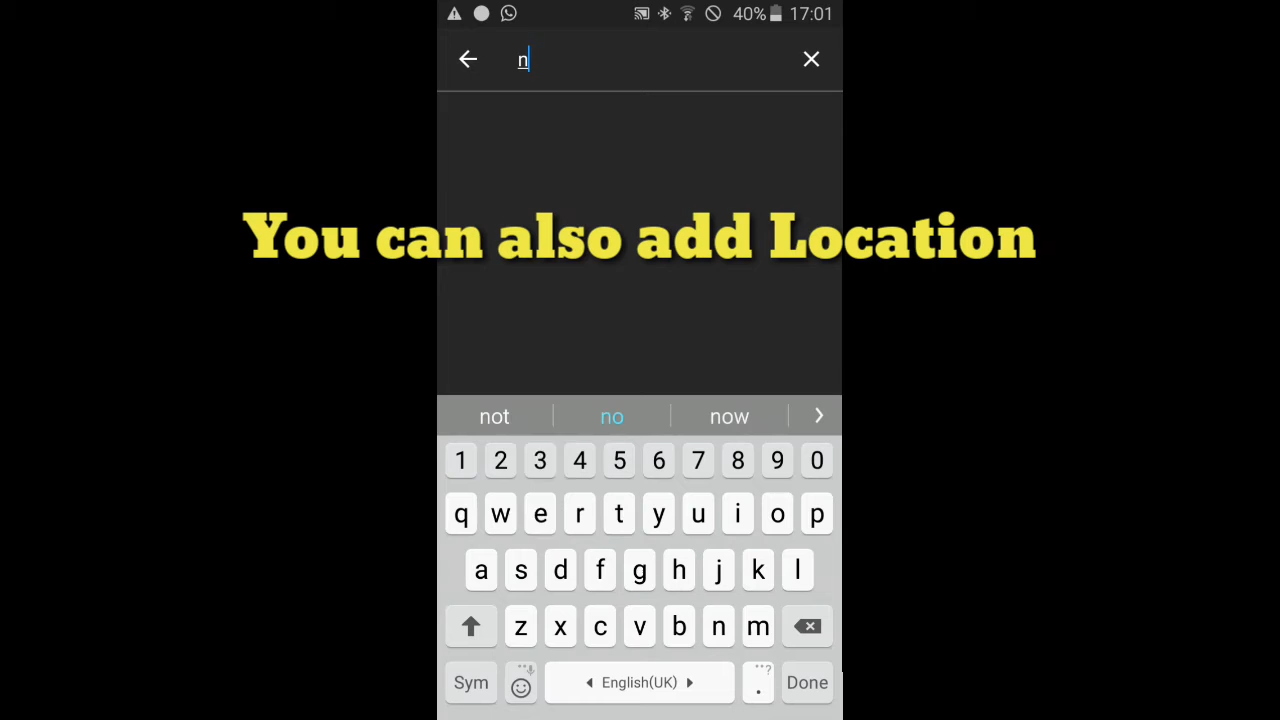 40% 17:01
n
You can also add Location
not no now
1 2 3 4 5 6 7 8 9 0
q w e r t y u i o p
a s d f g h j k l
z x c v b n m
Sym English(UK) . Done